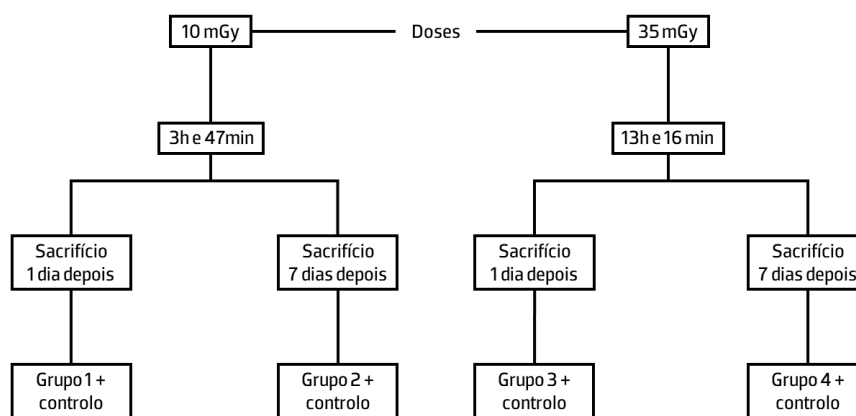 10 mGy
Doses
35 mGy
3h e 47min
13h e 16 min
Sacrifício
1 dia depois
Sacrifício
7 dias depois
Sacrifício
1 dia depois
Sacrifício
7 dias depois
Grupo 1 +
controlo
Grupo 2 +
controlo
Grupo 3 +
controlo
Grupo 4 +
controlo